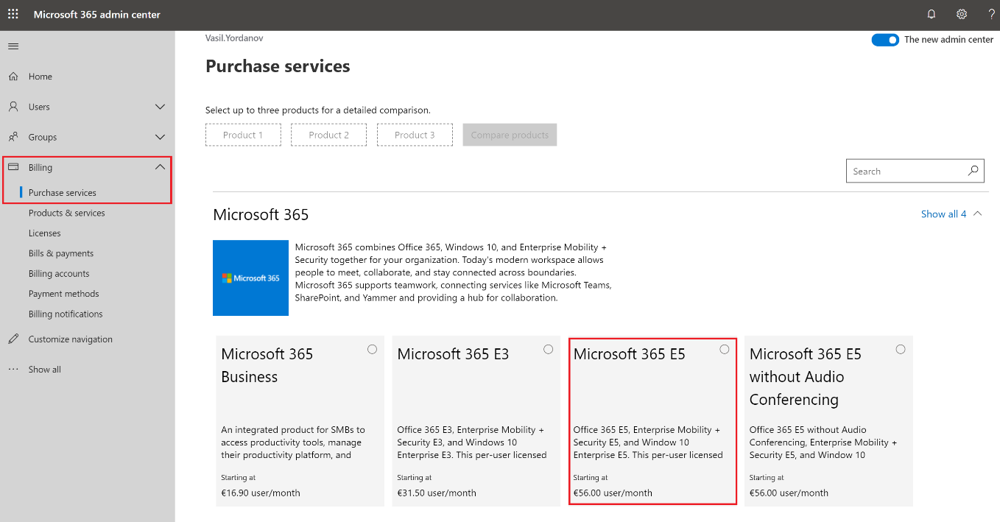 Microsoft 365 admin center
?
Vasil.Yordanov
The new admin center
Home
Users
Groups
Billing
Purchase services
Products & services
Licenses
Bills & payments
Billing accounts
Payment methods
Billing notifications
Customize navigation
Show all
Purchase services
Select up to three products for a detailed comparison.
Product 1
Product 2
Product 3
Compare products
Search
Microsoft 365
Show all 4
Microsoft 365
Microsoft 365 combines Office 365, Windows 10, and Enterprise Mobility +
Security together for your organization. Today's modern workspace allows
people to meet, collaborate, and stay connected across boundaries.
Microsoft 365 supports teamwork, connecting services like Microsoft Teams,
SharePoint, and Yammer and providing a hub for collaboration.
Microsoft 365
Business
An integrated product for SMBs to
access productivity tools, manage
their productivity platform, and
Starting at
€16.90 user/month
Microsoft 365 E3
Office 365 E3, Enterprise Mobility +
Security E3, and Windows 10
Enterprise E3. This per-user licensed
Starting at
€31.50 user/month
Microsoft 365 E5
Office 365 E5, Enterprise Mobility +
Security E5, and Window 10
Enterprise E5. This per-user licensed
Starting at
€56.00 user/month
Microsoft 365 E5
without Audio
Conferencing
Office 365 E5 without Audio
Conferencing, Enterprise Mobility +
Security E5, and Window 10
Starting at
€56.00 user/month